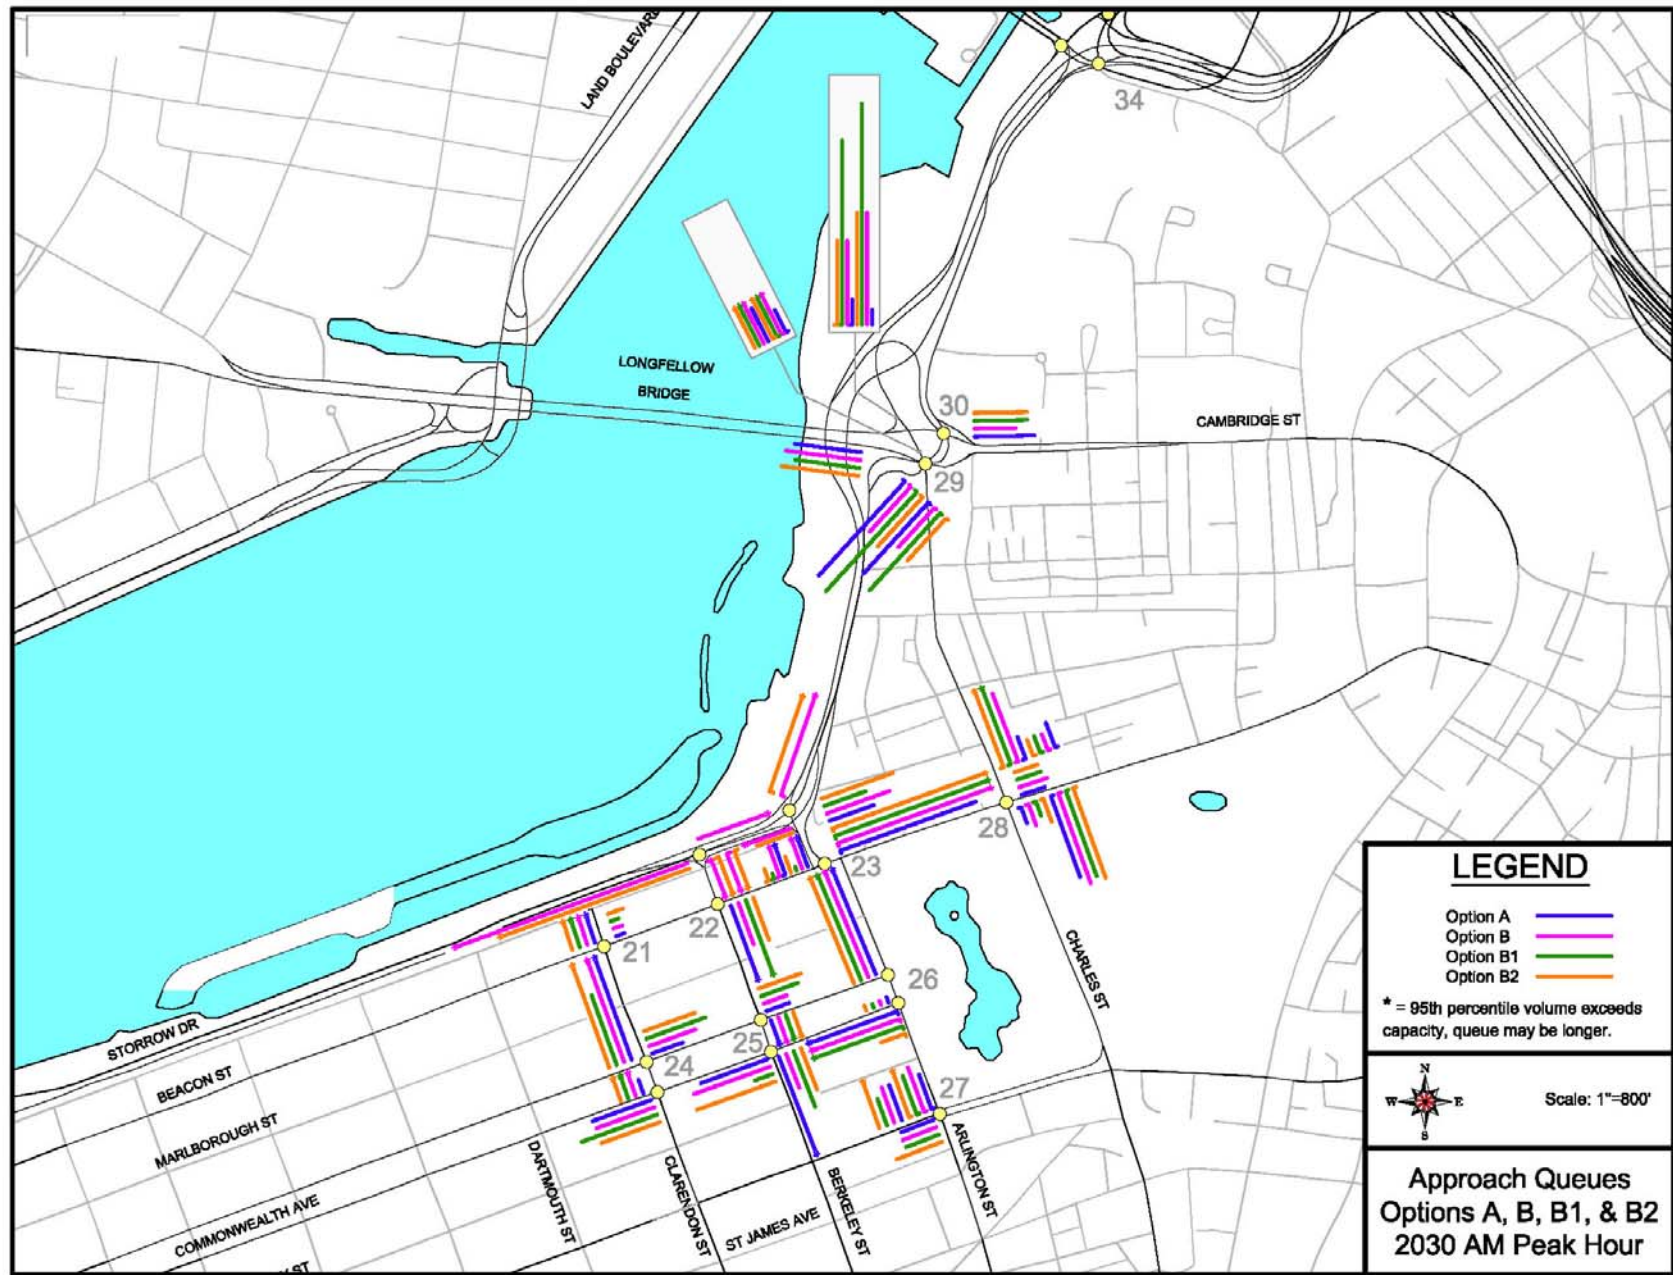 LAND BOULEVARD
34
LONGFELLOW
BRIDGE
30
CAMBRIDGE ST
29
28
23
22
21
26
25
24
27
CHARLES ST
STORROW DR
BEACON ST
MARLBOROUGH ST
COMMONWEALTH AVE
DARTMOUTH ST
CLARENDON ST
ST JAMES AVE
BERKELEY ST
ARLINGTON ST
LEGEND
Option A
Option B
Option B1
Option B2
* = 95th percentile volume exceeds
capacity, queue may be longer.
N
W E
S
Scale: 1"=800'
Approach Queues
Options A, B, B1, & B2
2030 AM Peak Hour